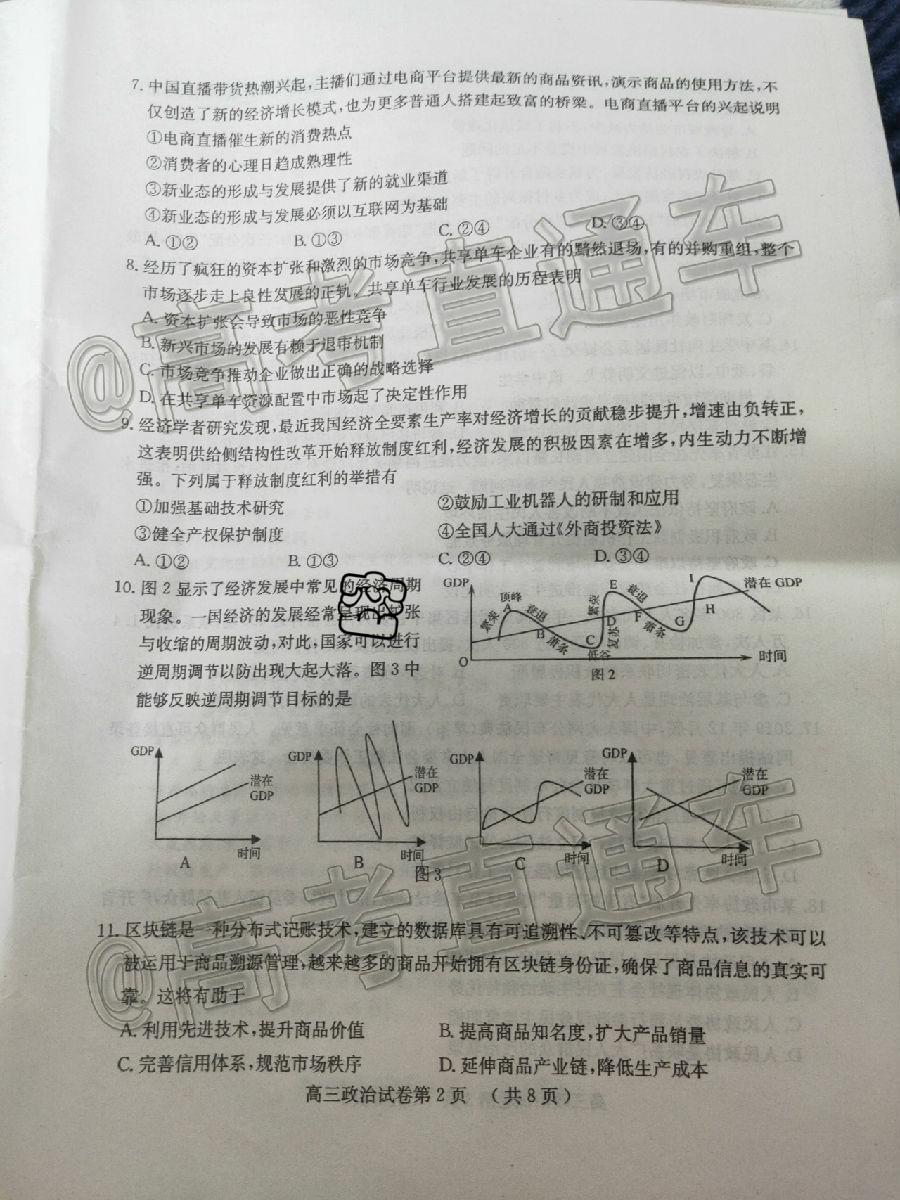 7. 中国直播带货热潮兴起,主播们通过电商平台提供最新的商品资讯,演示商品的使用方法,不
仅创造了新的经济增长模式,也为更多普通人搭建起致富的桥梁。电商直播平台的兴起说明
①电商直播催生新的消费热点
②消费者的心理日趋成熟理性
③新业态的形成与发展提供了新的就业渠道
④新业态的形成与发展必须以互联网为基础
A. ①② B. ①③ C. ②④ D. ③④
8. 经历了疯狂的资本扩张和激烈的市场竞争,共享单车企业有的黯然退场,有的并购重组,整个
市场逐步走上良性发展的正轨。共享单车行业发展的历程表明
A. 资本扩张会导致市场的恶性竞争
B. 新兴市场的发展有赖于退市机制
C. 市场竞争推动企业做出正确的战略选择
D. 在共享单车资源配置中市场起了决定性作用
9. 经济学者研究发现,最近我国经济全要素生产率对经济增长的贡献稳步提升,增速由负转正,
这表明供给侧结构性改革开始释放制度红利,经济发展的积极因素在增多,内生动力不断增
强。下列属于释放制度红利的举措有
①加强基础技术研究 ②鼓励工业机器人的研制和应用
③健全产权保护制度 ④全国人大通过《外商投资法》
A. ①② B. ①③ C. ②④ D. ③④
10. 图2显示了经济发展中常见的经济周期
现象。一国经济的发展经常呈现出扩张
与收缩的周期波动,对此,国家可以进行
逆周期调节以防出现大起大落。图3中
能够反映逆周期调节目标的是
GDP 顶峰 繁荣 衰退 B 萧条 C 低谷 D 复苏 繁荣 E 衰退 F 萧条 G H I 潜在 GDP
O 时间
图2
GDP 潜在 GDP 时间 A
GDP 潜在 GDP 时间 B
GDP 潜在 GDP 时间 C
GDP 潜在 GDP 时间 D
图3
11. 区块链是一种分布式记账技术,建立的数据库具有可追溯性、不可篡改等特点,该技术可以
被运用于商品溯源管理,越来越多的商品开始拥有区块链身份证,确保了商品信息的真实可
靠。这将有助于
A. 利用先进技术,提升商品价值 B. 提高商品知名度,扩大产品销量
C. 完善信用体系,规范市场秩序 D. 延伸商品产业链,降低生产成本
高三政治试卷第2页 (共8页)
@高考直通车
@高考直通车